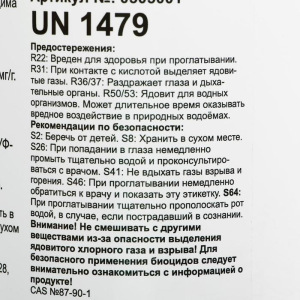 UN 1479
Предостережения:
R22: Вреден для здоровья при проглатывании.
R31: При контакте с кислотой выделяет ядови-
тые газы. R36/37: Раздражает глаза и дыха-
тельные органы. R50/53: Ядовит для водных
организмов. Может длительное время оказывать
вредное воздействие в природных водоёмах.
Рекомендации по безопасности:
S2: Беречь от детей. S8: Хранить в сухом месте.
S26: При попадании в глаза немедленно
промыть тщательно водой и проконсультиро-
ваться с врачом. S41: Не вдыхать газы взрыва и
горения. S46: При проглатывании немедленно
обратиться к врачу и показать эту этикетку. S64:
При проглатывании тщательно прополоскать рот
водой, в случае, если пострадавший в сознании.
Внимание! Не смешивать с другими
веществами из-за опасности выделения
ядовитого хлорного газа и взрыва! Для
безопасного применения биоцидов следует
внимательно ознакомиться с информацией о
продукте!
CAS №87-90-1